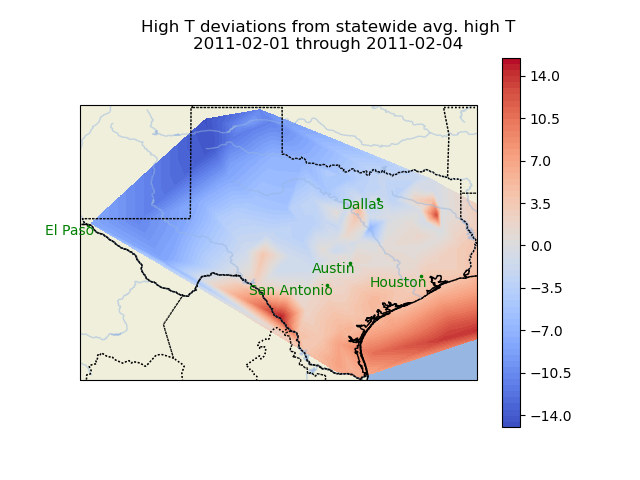 High T deviations from statewide avg. high T
2011-02-01 through 2011-02-04
14.0
10.5
7.0
3.5
0.0
−3.5
−7.0
−10.5
−14.0
Dallas
El Paso
Austin
San Antonio
Houston